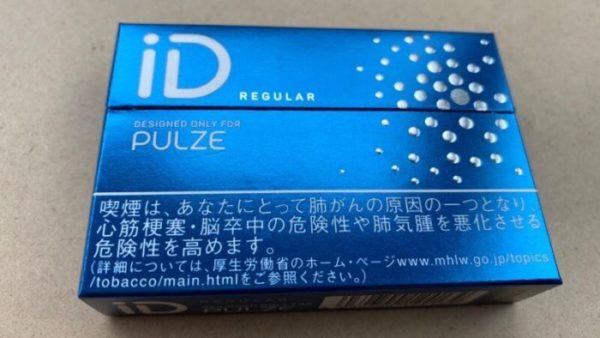 iD
REGULAR
DESIGNED ONLY FOR
PULZE
喫煙は、あなたにとって肺がんの原因の一つとなり
心筋梗塞・脳卒中の危険性や肺気腫を悪化させる
危険性を高めます。
(詳細については、厚生労働省のホーム・ページwww.mhlw.go.jp/topics
/tobacco/main.htmlをご参照ください。)
iD
REGULAR